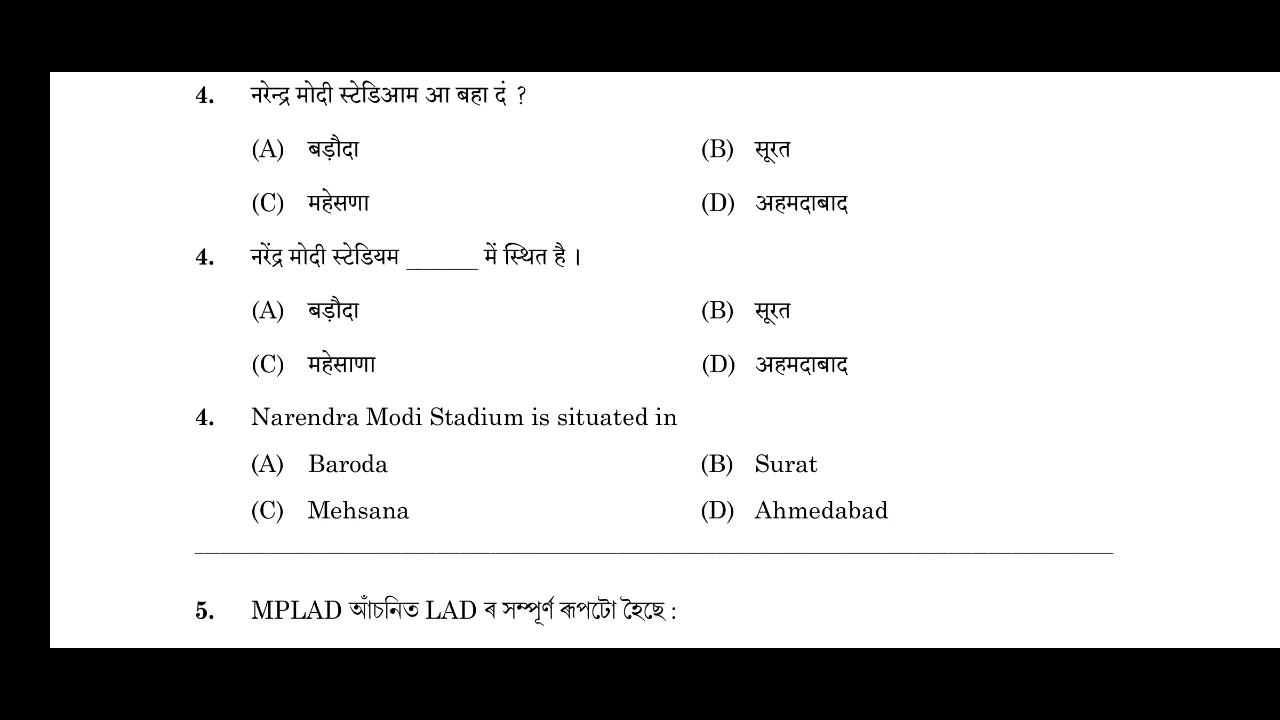 4. नरेन्द्र मोदी स्टेडिआम आ बहा दं ?
(A) बड़ौदा (B) सूरत
(C) महेसणा (D) अहमदाबाद
4. नरेंद्र मोदी स्टेडियम ______ में स्थित है ।
(A) बड़ौदा (B) सूरत
(C) महेसाणा (D) अहमदाबाद
4. Narendra Modi Stadium is situated in
(A) Baroda (B) Surat
(C) Mehsana (D) Ahmedabad
5. MPLAD আঁচনিত LAD ৰ সম্পূৰ্ণ ৰূপটো হৈছে :